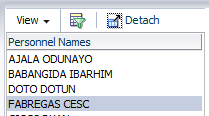 View Detach
Personnel Names
AJALA ODUNAYO
BABANGIDA IBARHIM
DOTO DOTUN
FABREGAS CESC